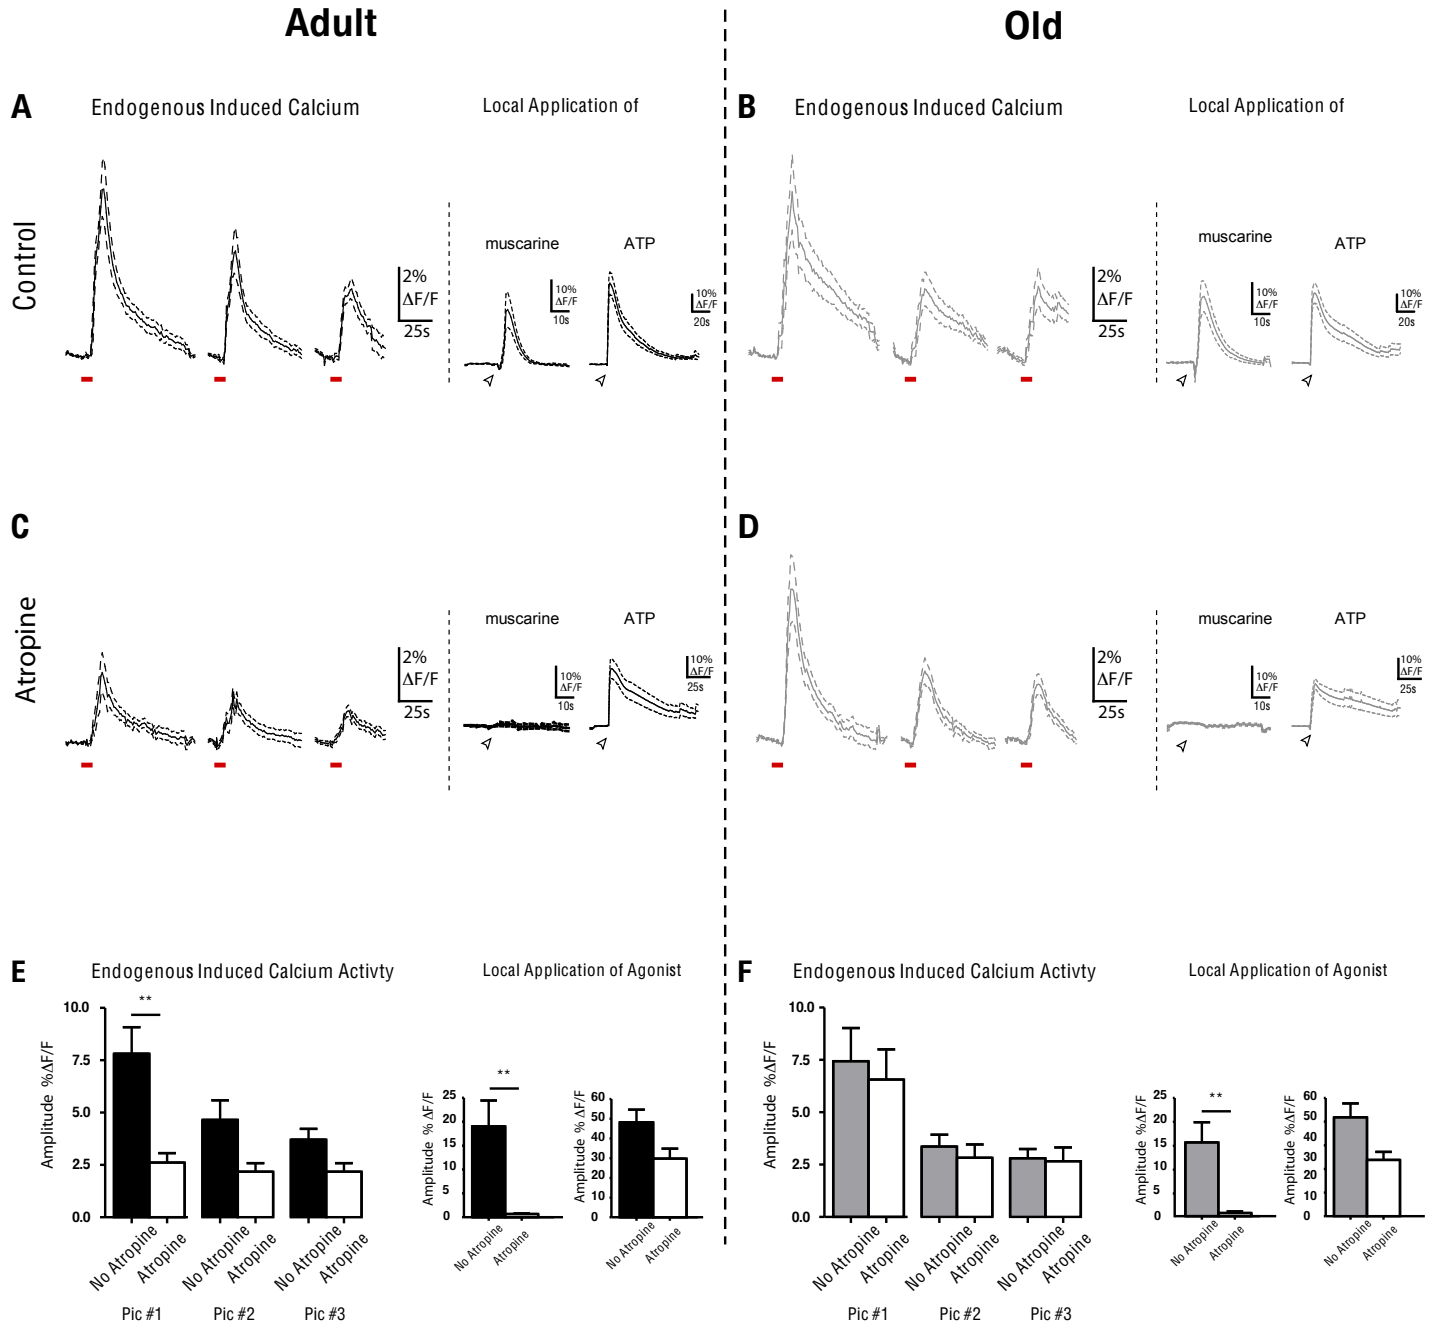 Adult
Old
A
Endogenous Induced Calcium
Local Application of
B
Endogenous Induced Calcium
Local Application of
Control
muscarine
ATP
2%
ΔF/F
25s
10%
ΔF/F
10s
10%
ΔF/F
20s
muscarine
ATP
2%
ΔF/F
25s
10%
ΔF/F
10s
10%
ΔF/F
20s
C
D
Atropine
muscarine
ATP
2%
ΔF/F
25s
10%
ΔF/F
10s
10%
ΔF/F
25s
muscarine
ATP
2%
ΔF/F
25s
10%
ΔF/F
10s
10%
ΔF/F
25s
E
Endogenous Induced Calcium Activty
Local Application of Agonist
F
Endogenous Induced Calcium Activty
Local Application of Agonist
Amplitude %ΔF/F
10.0
7.5
5.0
2.5
0.0
**
No Atropine
Atropine
No Atropine
Atropine
No Atropine
Atropine
Pic #1
Pic #2
Pic #3
Amplitude %ΔF/F
25
20
15
10
5
0
**
No Atropine
Atropine
Amplitude %ΔF/F
60
50
40
30
20
10
0
No Atropine
Atropine
Amplitude %ΔF/F
10.0
7.5
5.0
2.5
0.0
No Atropine
Atropine
No Atropine
Atropine
No Atropine
Atropine
Pic #1
Pic #2
Pic #3
Amplitude %ΔF/F
25
20
15
10
5
0
**
No Atropine
Atropine
Amplitude %ΔF/F
60
50
40
30
20
10
0
No Atropine
Atropine